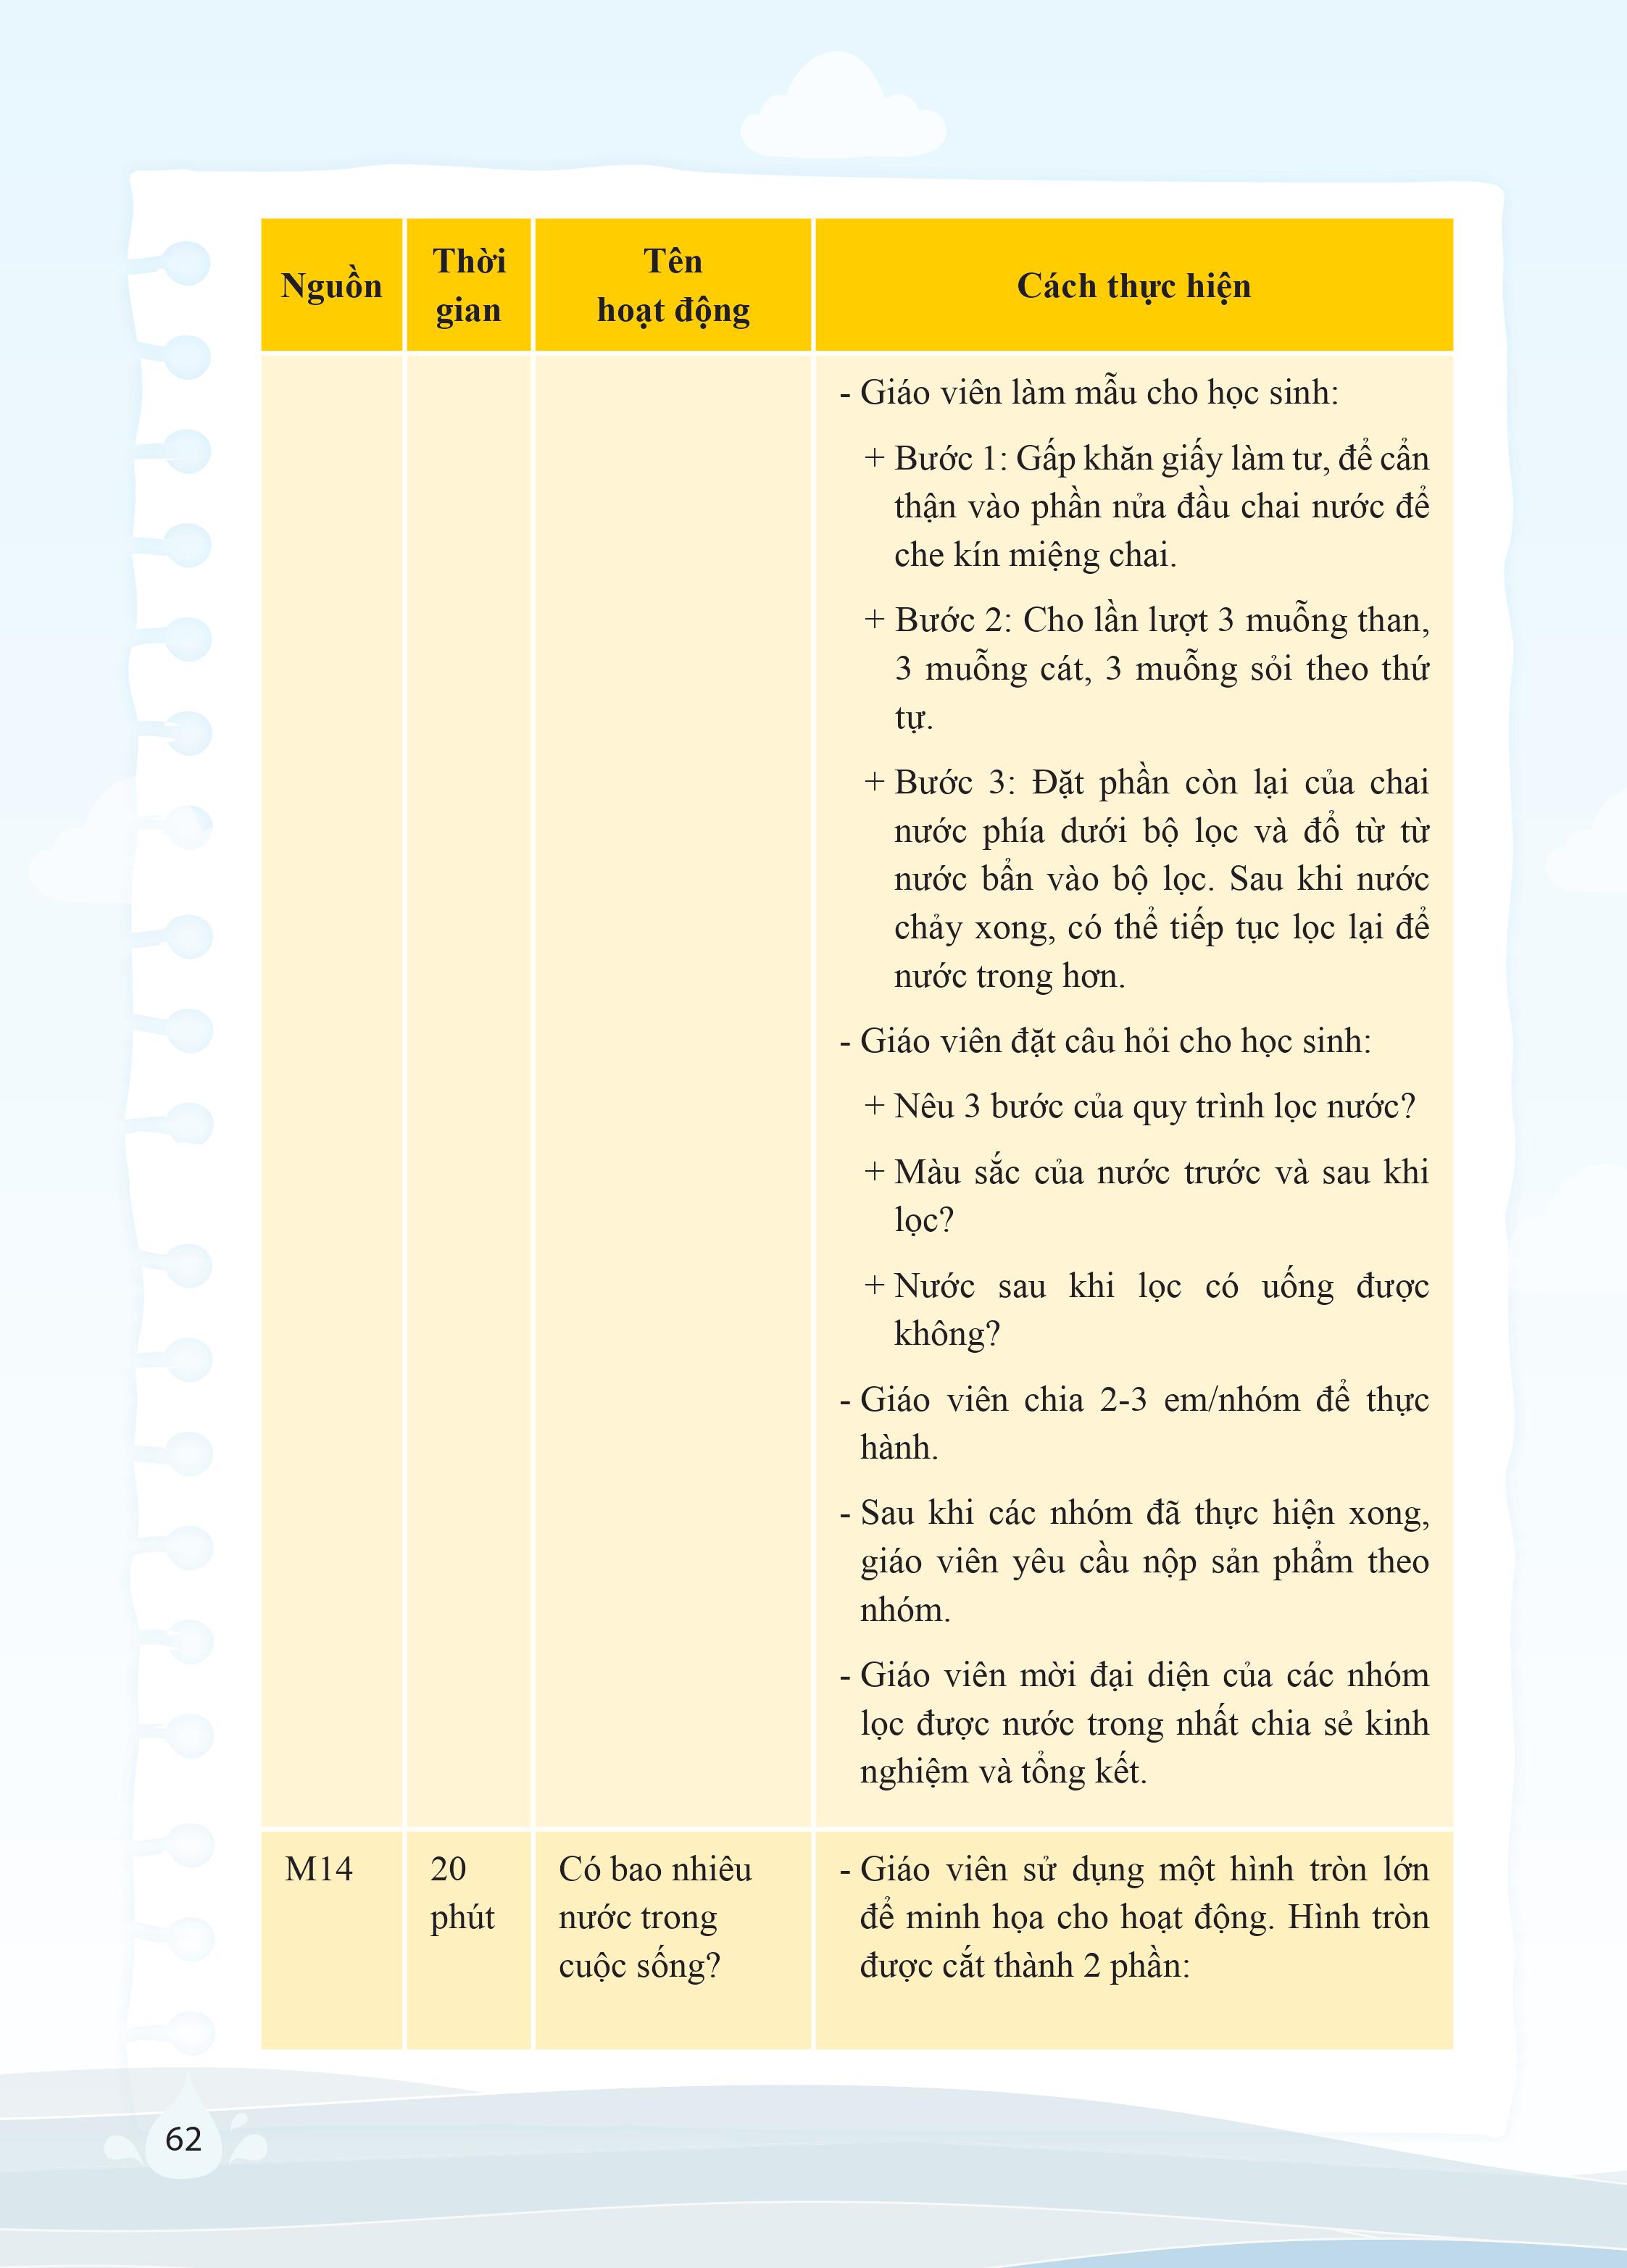 Nguồn
Thời
gian
Tên
hoạt động
Cách thực hiện
- Giáo viên làm mẫu cho học sinh:
+ Bước 1: Gấp khăn giấy làm tư, để cẩn
thận vào phần nửa đầu chai nước để
che kín miệng chai.
+ Bước 2: Cho lần lượt 3 muỗng than,
3 muỗng cát, 3 muỗng sỏi theo thứ
tự.
+ Bước 3: Đặt phần còn lại của chai
nước phía dưới bộ lọc và đổ từ từ
nước bẩn vào bộ lọc. Sau khi nước
chảy xong, có thể tiếp tục lọc lại để
nước trong hơn.
- Giáo viên đặt câu hỏi cho học sinh:
+ Nêu 3 bước của quy trình lọc nước?
+ Màu sắc của nước trước và sau khi
lọc?
+ Nước sau khi lọc có uống được
không?
- Giáo viên chia 2-3 em/nhóm để thực
hành.
- Sau khi các nhóm đã thực hiện xong,
giáo viên yêu cầu nộp sản phẩm theo
nhóm.
- Giáo viên mời đại diện của các nhóm
lọc được nước trong nhất chia sẻ kinh
nghiệm và tổng kết.
M14
20
phút
Có bao nhiêu
nước trong
cuộc sống?
- Giáo viên sử dụng một hình tròn lớn
để minh họa cho hoạt động. Hình tròn
được cắt thành 2 phần:
62